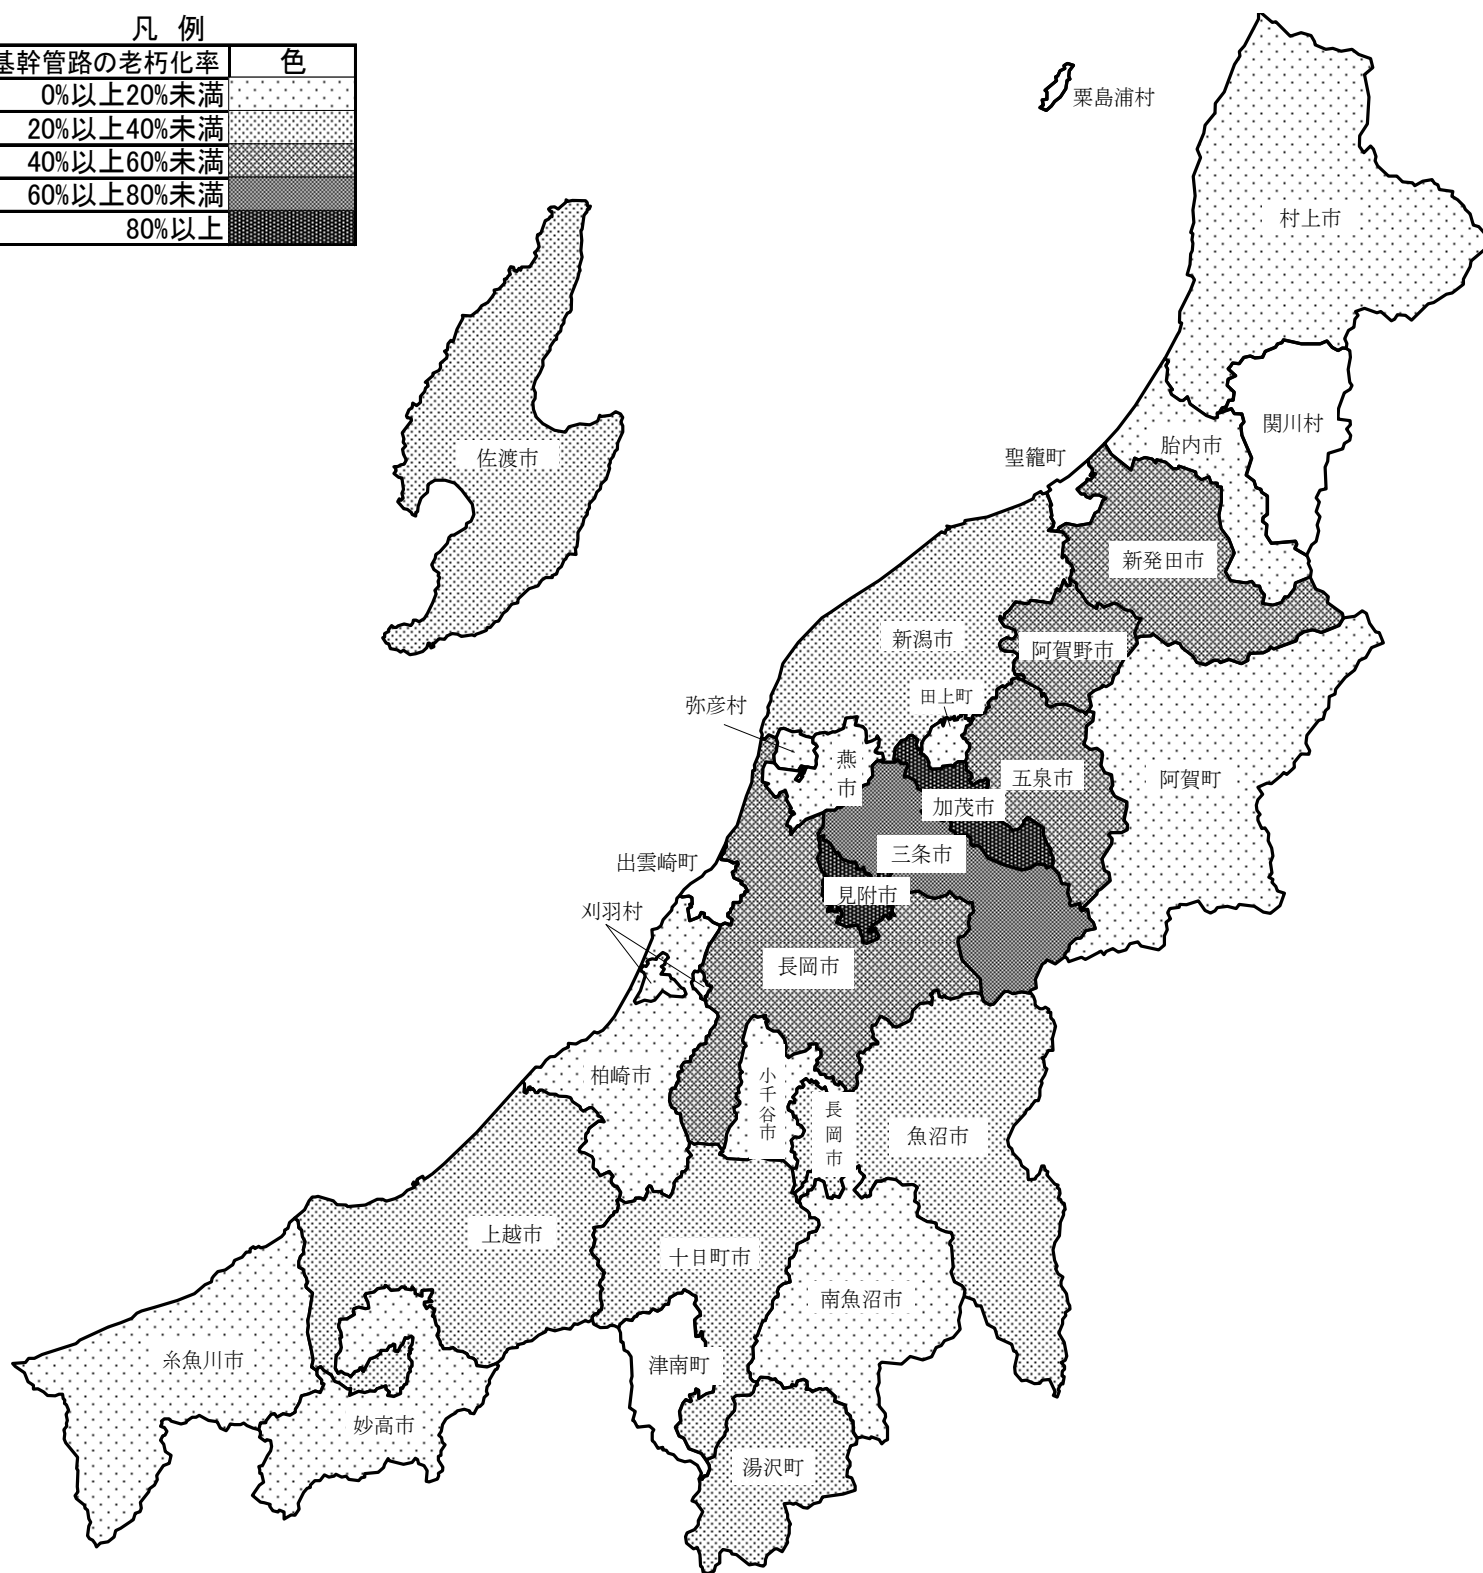 凡 例
基幹管路の老朽化率 色
0%以上20%未満
20%以上40%未満
40%以上60%未満
60%以上80%未満
80%以上
粟島浦村
村上市
関川村
胎内市
聖籠町
佐渡市
新発田市
新潟市
阿賀野市
田上町
弥彦村
燕市
五泉市
阿賀町
加茂市
三条市
出雲崎町
見附市
刈羽村
長岡市
柏崎市
小千谷市
長岡市
魚沼市
上越市
十日町市
南魚沼市
糸魚川市
津南町
妙高市
湯沢町